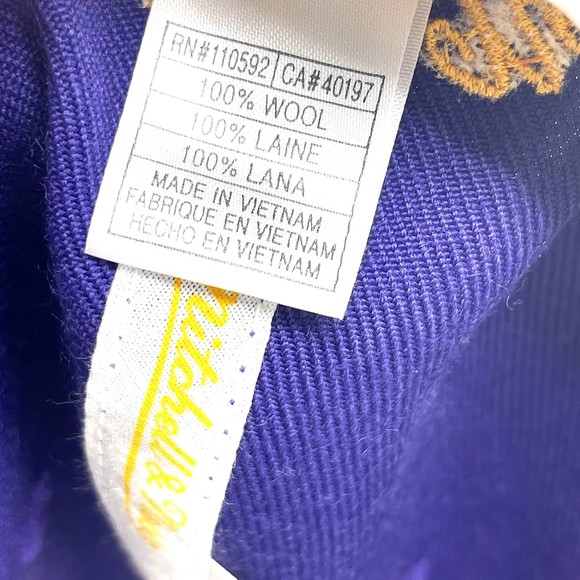 RN#110592 CA#40197
100% WOOL
100% LAINE
100% LANA
MADE IN VIETNAM
FABRIQUE EN VIETNAM
HECHO EN VIETNAM
Mitchell &